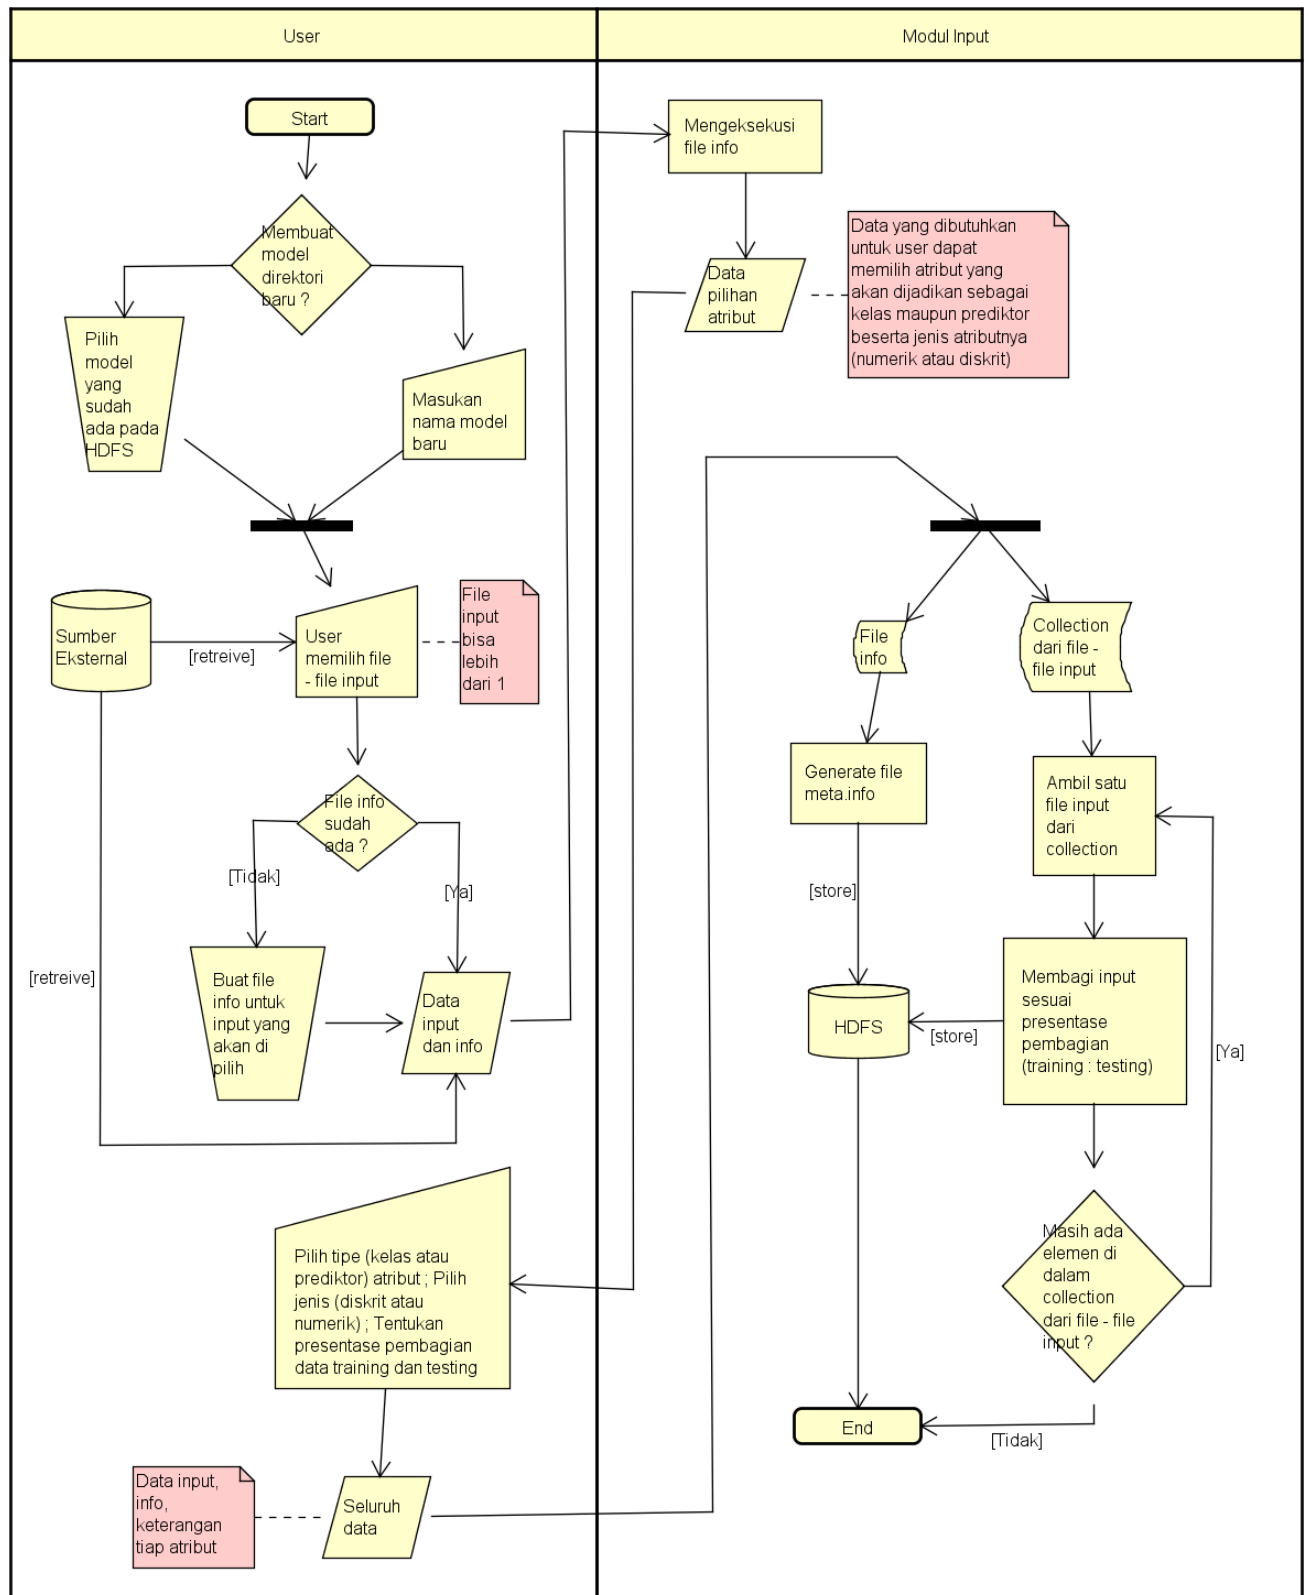 User
Modul Input
Start
Membuat
model
direktori
baru ?
Pilih
model
yang
sudah
ada pada
HDFS
Masukan
nama model
baru
Sumber
Eksternal
[retreive]
User
memilih file
- file input
File
input
bisa
lebih
dari 1
File info
sudah
ada ?
[Tidak]
[Ya]
[retreive]
Buat file
info untuk
input yang
akan di
pilih
Data
input
dan info
Pilih tipe (kelas atau
prediktor) atribut ; Pilih
jenis (diskrit atau
numerik) ; Tentukan
presentase pembagian
data training dan testing
Data input,
info,
keterangan
tiap atribut
Seluruh
data
Mengeksekusi
file info
Data
pilihan
atribut
Data yang dibutuhkan
untuk user dapat
memilih atribut yang
akan dijadikan sebagai
kelas maupun prediktor
beserta jenis atributnya
(numerik atau diskrit)
File
info
Collection
dari file -
file input
Generate file
meta.info
Ambil satu
file input
dari
collection
[store]
HDFS
[store]
Membagi input
sesuai
presentase
pembagian
(training : testing)
[Ya]
Masih ada
elemen di
dalam
collection
dari file - file
input ?
End
[Tidak]